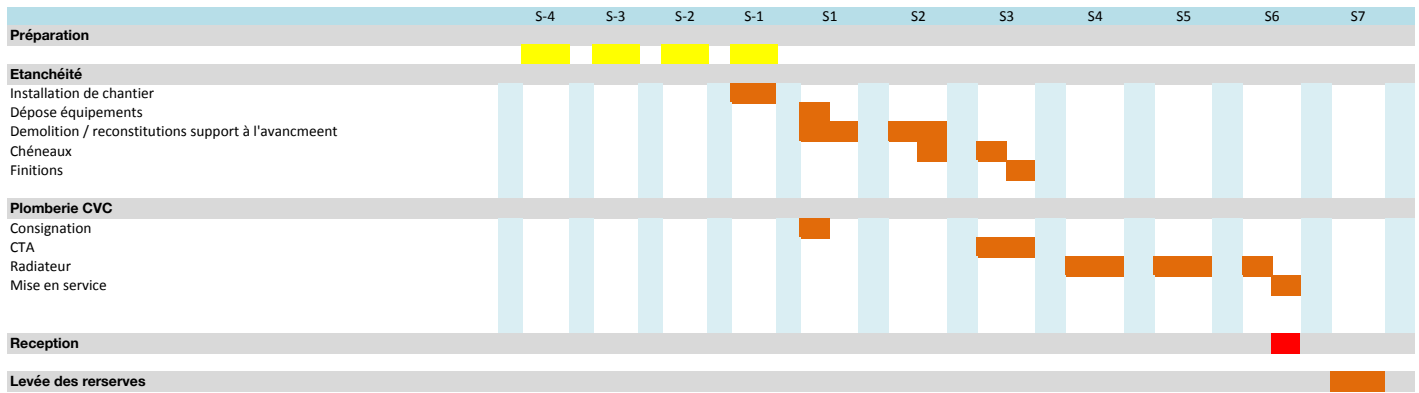 S-4 S-3 S-2 S-1 S1 S2 S3 S4 S5 S6 S7
Préparation
Etanchéité
Installation de chantier
Dépose équipements
Demolition / reconstitutions support à l'avancmeent
Chéneaux
Finitions
Plomberie CVC
Consignation
CTA
Radiateur
Mise en service
Reception
Levée des rerserves